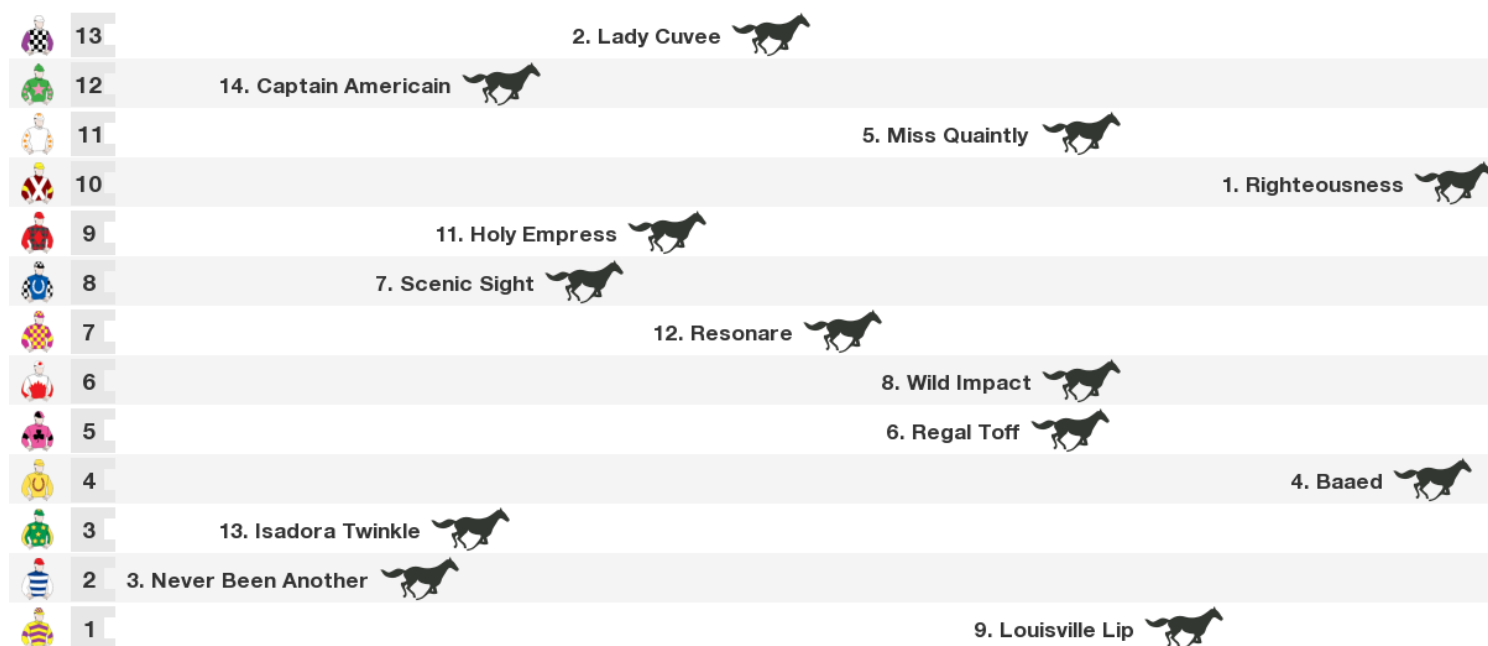 13 2. Lady Cuvee
12 14. Captain Americain
11 5. Miss Quaintly
10 1. Righteousness
9 11. Holy Empress
8 7. Scenic Sight
7 12. Resonare
6 8. Wild Impact
5 6. Regal Toff
4 4. Baaed
3 13. Isadora Twinkle
2 3. Never Been Another
1 9. Louisville Lip